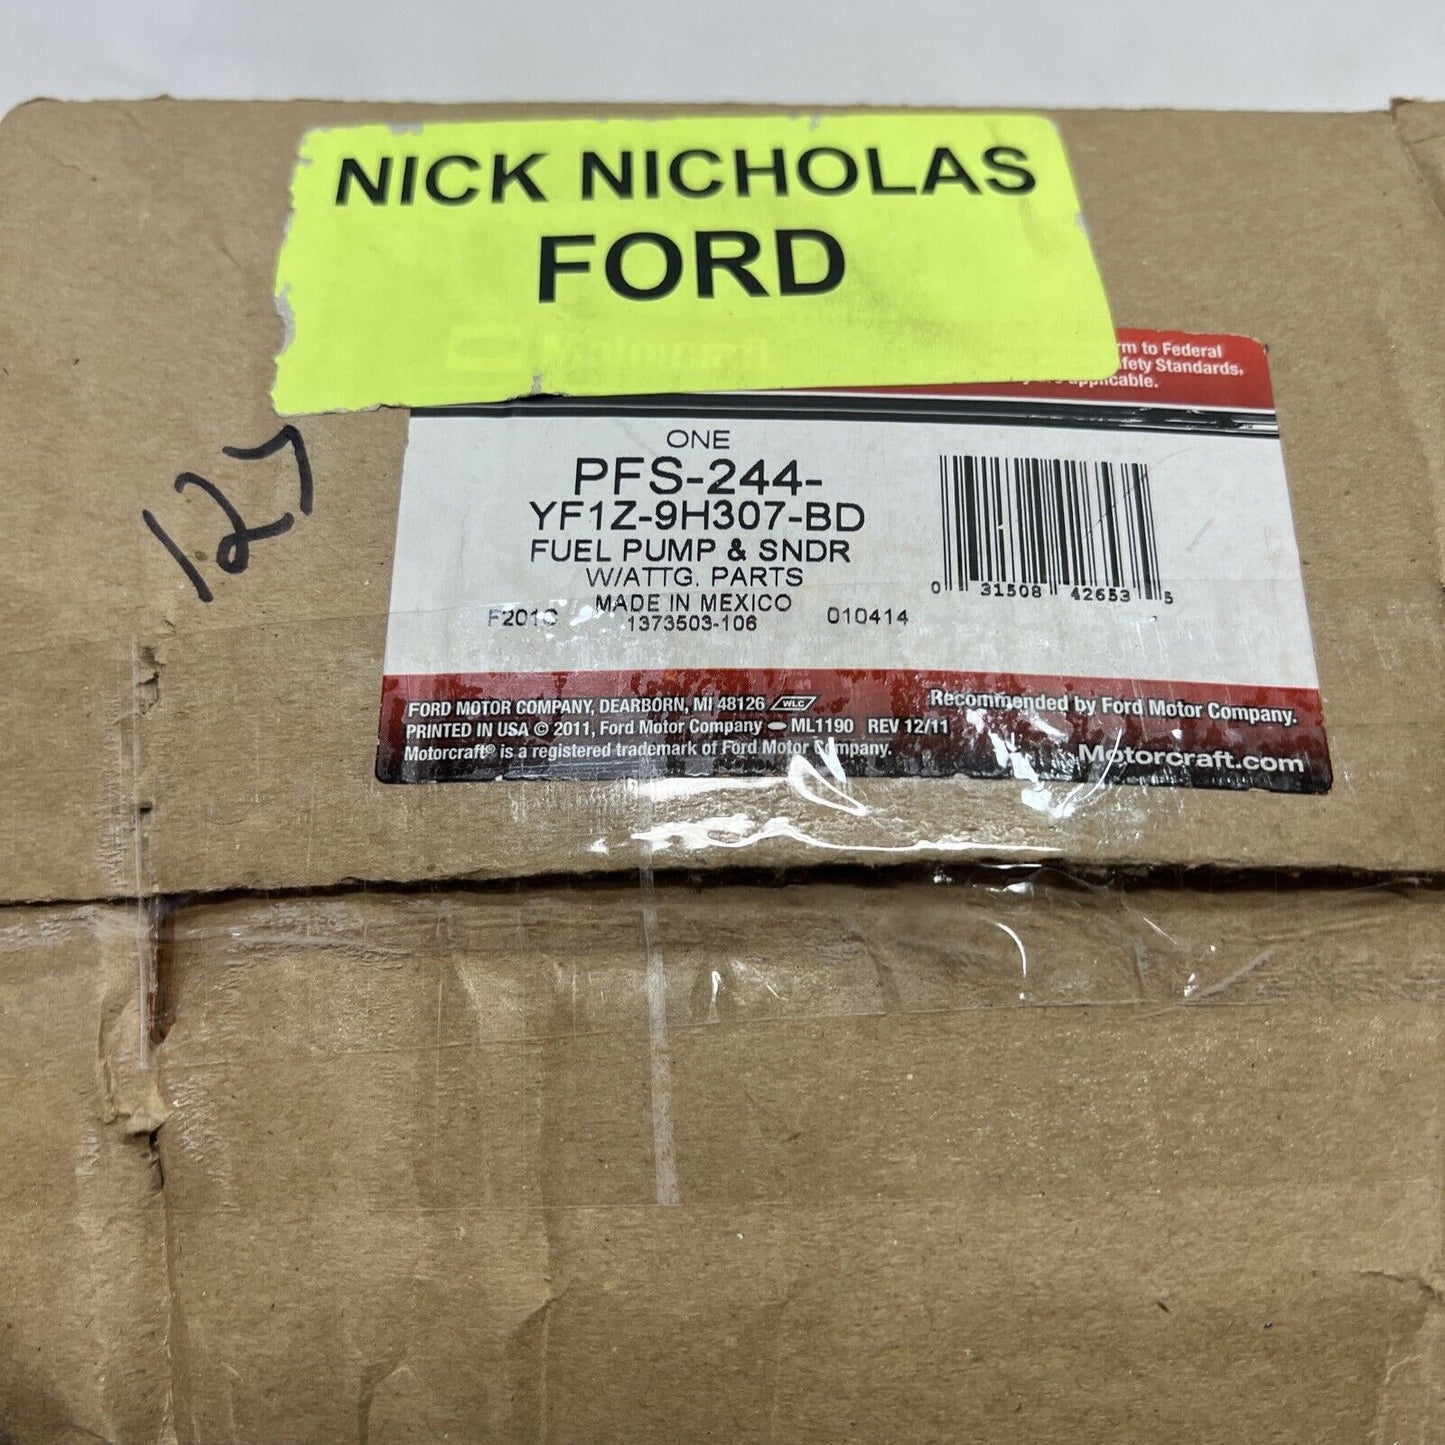 NICK NICHOLAS
FORD
Motorcraft
rm to Federal
afety Standards,
applicable.
127
ONE
PFS-244-
YF1Z-9H307-BD
FUEL PUMP & SNDR
W/ATTG. PARTS
MADE IN MEXICO
F201C 1373503-106 010414
0 31508 42653 5
FORD MOTOR COMPANY, DEARBORN, MI 48126 WLC
PRINTED IN USA © 2011, Ford Motor Company ML1190 REV 12/11
Motorcraft® is a registered trademark of Ford Motor Company.
Recommended by Ford Motor Company.
Motorcraft.com